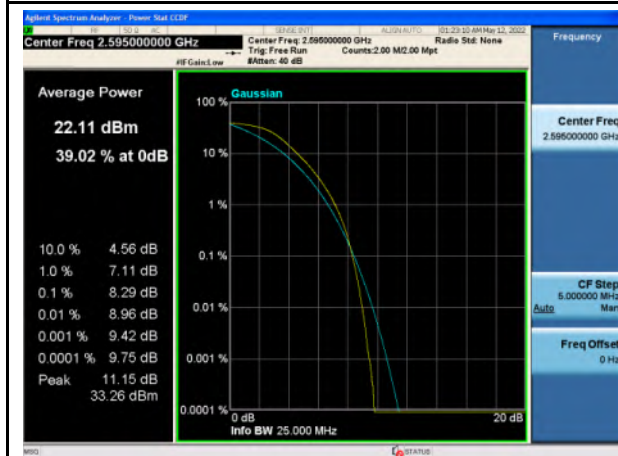 Agilent Spectrum Analyzer - Power Stat CCDF
RF 50 Ω AC SENSE:INT ALIGN AUTO 01:23:10 AM May 12, 2022
Center Freq 2.595000000 GHz
Center Freq: 2.595000000 GHz Radio Std: None
Trig: Free Run Counts:2.00 M/2.00 Mpt
#IFGain:Low #Atten: 40 dB
Frequency
Average Power
22.11 dBm
39.02 % at 0dB
10.0 % 4.56 dB
1.0 % 7.11 dB
0.1 % 8.29 dB
0.01 % 8.96 dB
0.001 % 9.42 dB
0.0001 % 9.75 dB
Peak 11.15 dB
33.26 dBm
Gaussian
100 %
10 %
1 %
0.1 %
0.01 %
0.001 %
0.0001 %
0 dB 20 dB
Info BW 25.000 MHz
Center Freq
2.595000000 GHz
CF Step
5.000000 MHz
Auto Man
Freq Offset
0 Hz
MSG STATUS